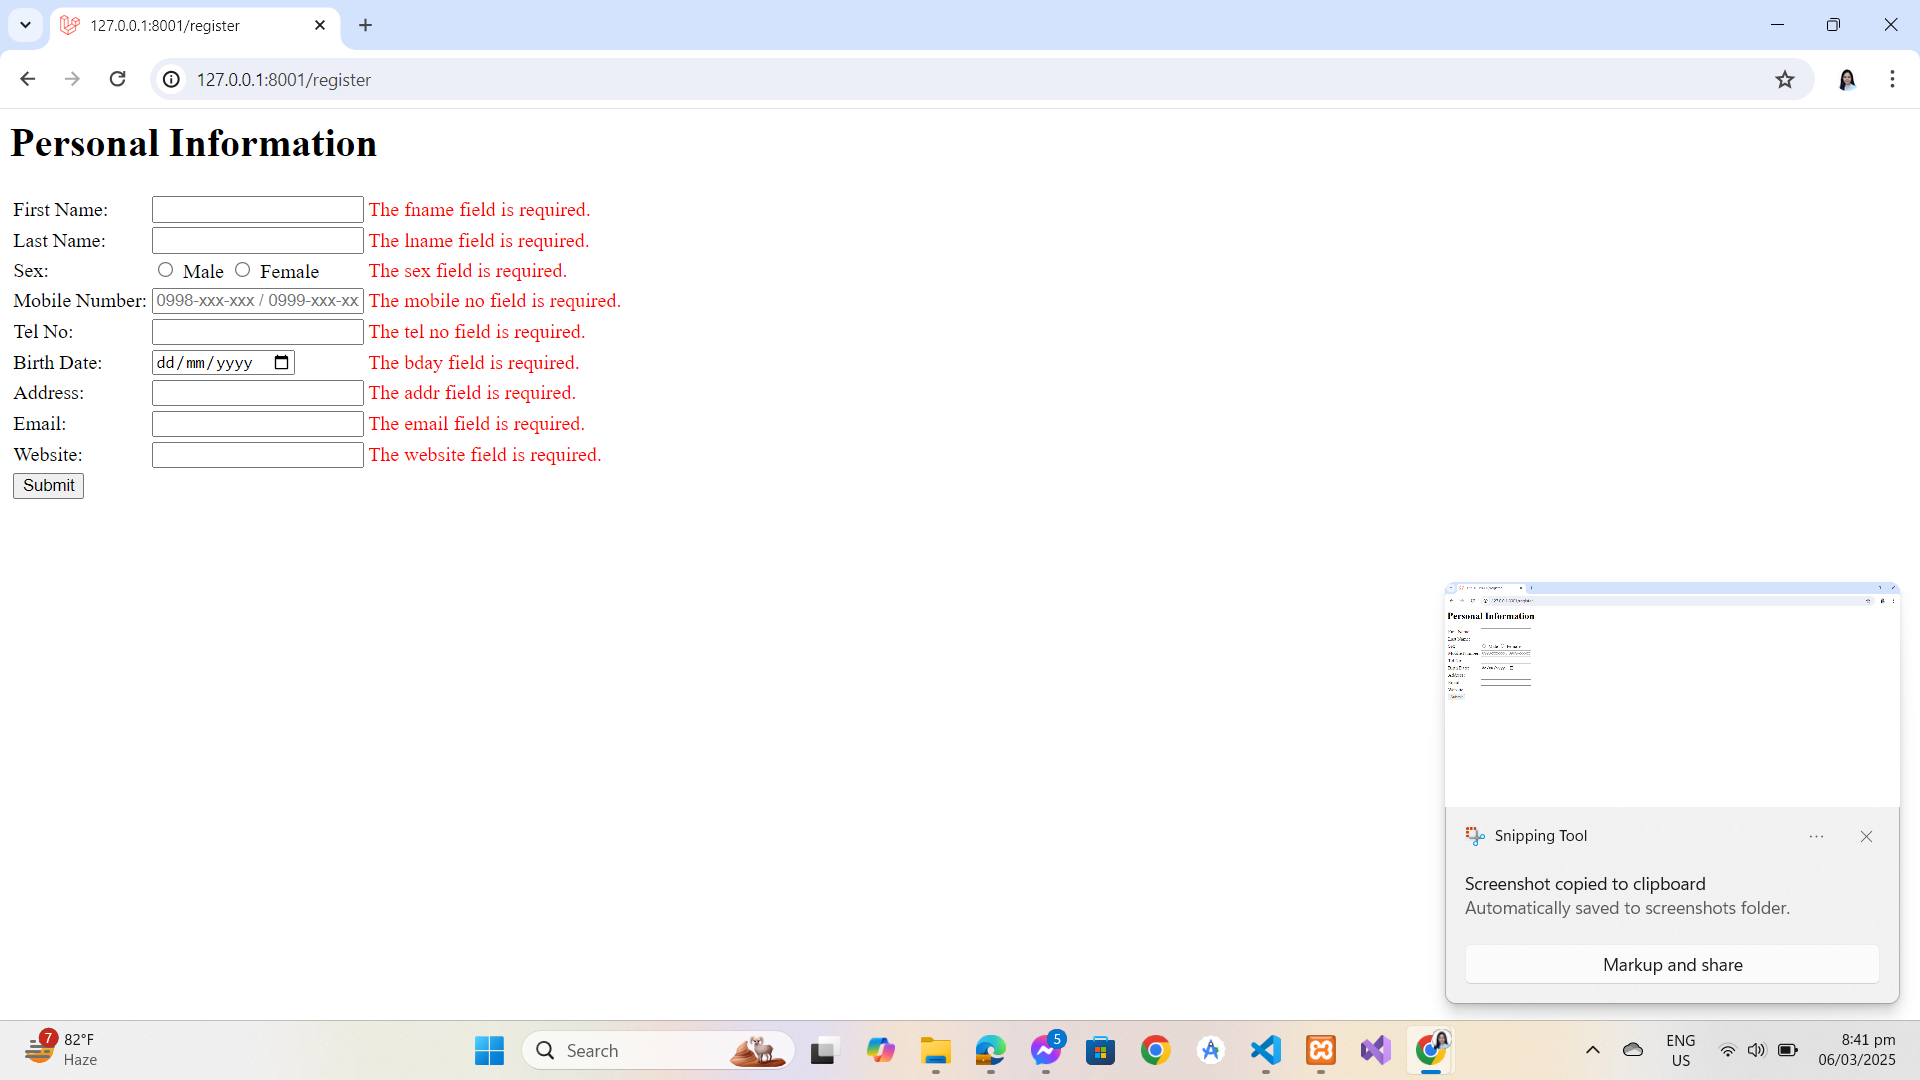 127.0.0.1:8001/register
127.0.0.1:8001/register
Personal Information
First Name: The fname field is required.
Last Name: The lname field is required.
Sex: Male Female The sex field is required.
Mobile Number: 0998-xxx-xxx / 0999-xxx-xx The mobile no field is required.
Tel No: The tel no field is required.
Birth Date: dd/mm/yyyy The bday field is required.
Address: The addr field is required.
Email: The email field is required.
Website: The website field is required.
Submit
Personal Information
Snipping Tool
Screenshot copied to clipboard
Automatically saved to screenshots folder.
Markup and share
7
82°F
Haze
Search
5
ENG
US
8:41 pm
06/03/2025